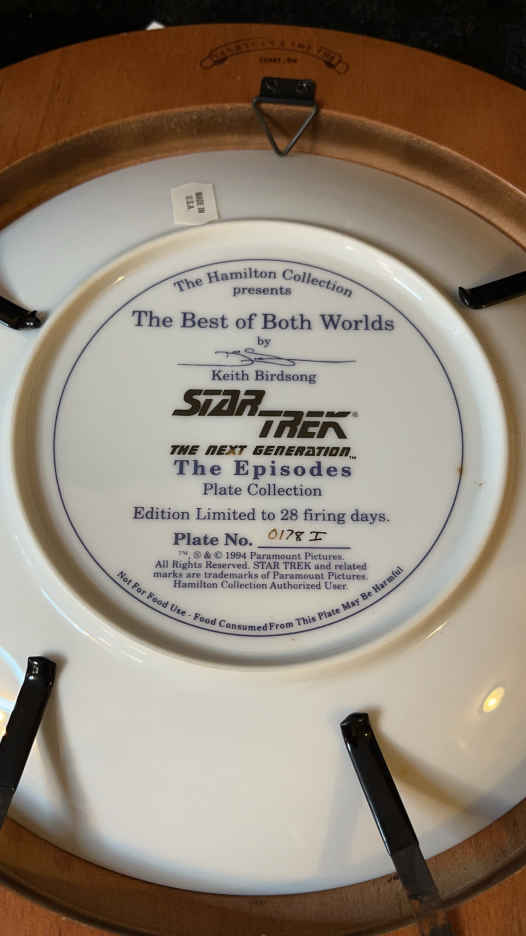 MADE IN
U.S.A.
The Hamilton Collection
presents
The Best of Both Worlds
by
Keith Birdsong
STAR TREK®
THE NEXT GENERATION™
The Episodes
Plate Collection
Edition Limited to 28 firing days.
Plate No. 0178 I
™, ® & © 1994 Paramount Pictures.
All Rights Reserved. STAR TREK and related
marks are trademarks of Paramount Pictures.
Hamilton Collection Authorized User.
Not For Food Use - Food Consumed From This Plate May Be Harmful